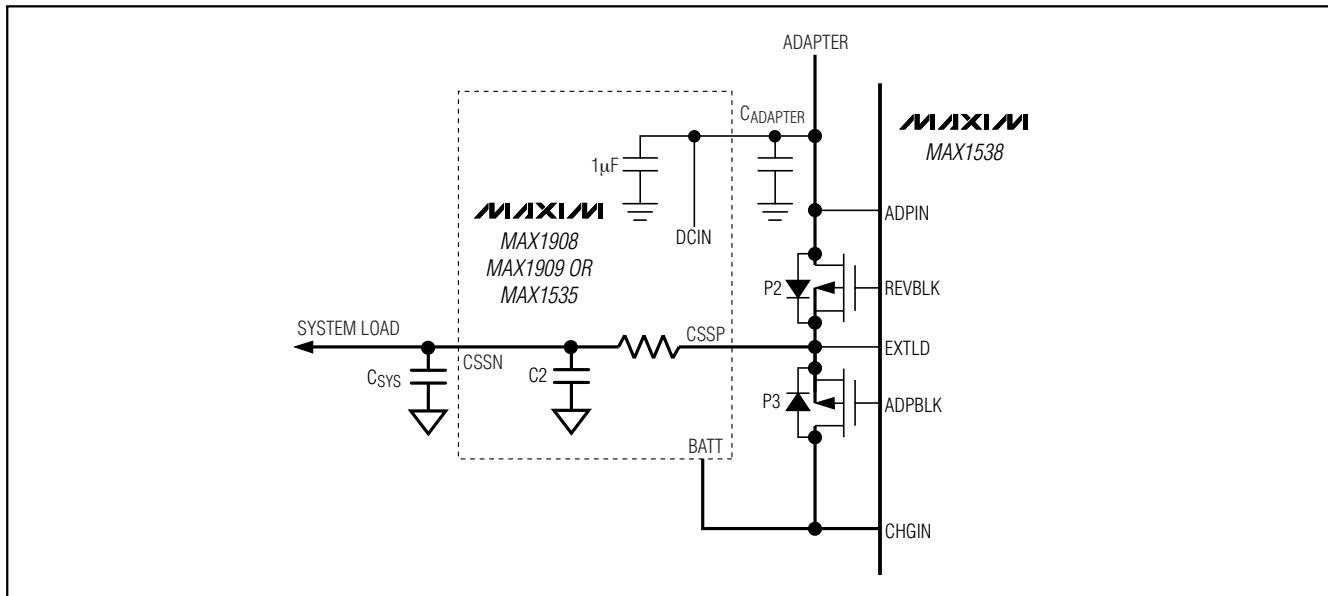 ADAPTER
CADAPTER
MAXIM
MAX1538
1μF
ADPIN
MAXIM
MAX1908
MAX1909 OR
MAX1535
DCIN
P2
REVBLK
SYSTEM LOAD
CSSP
EXTLD
CSYS
CSSN
C2
P3
ADPBLK
BATT
CHGIN